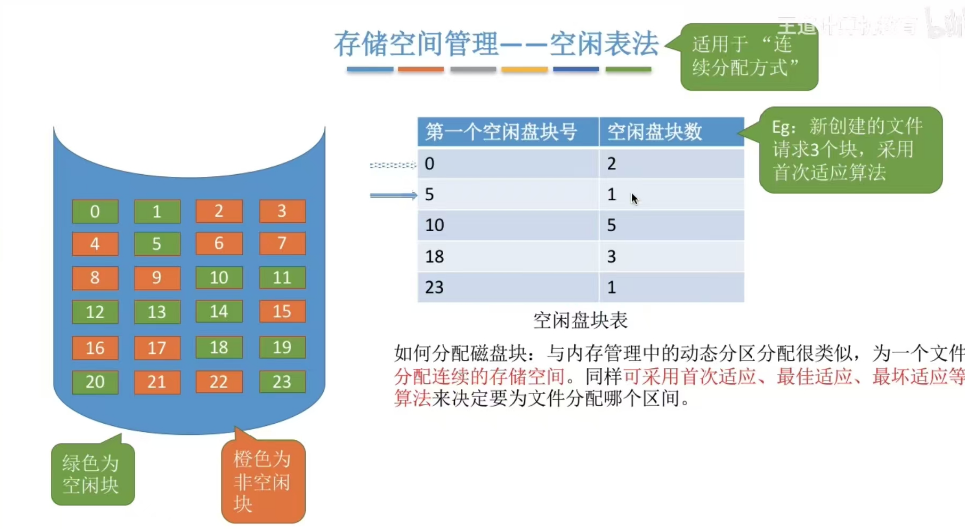 存储空间管理——空闲表法
适用于 “连
续分配方式”
第一个空闲盘块号 空闲盘块数
0 2
5 1
10 5
18 3
23 1
空闲盘块表
Eg：新创建的文件
请求3个块，采用
首次适应算法
0 1 2 3
4 5 6 7
8 9 10 11
12 13 14 15
16 17 18 19
20 21 22 23
绿色为
空闲块
橙色为
非空闲
块
如何分配磁盘块：与内存管理中的动态分区分配很类似，为一个文件
分配连续的存储空间。同样可采用首次适应、最佳适应、最坏适应等
算法来决定要为文件分配哪个区间。